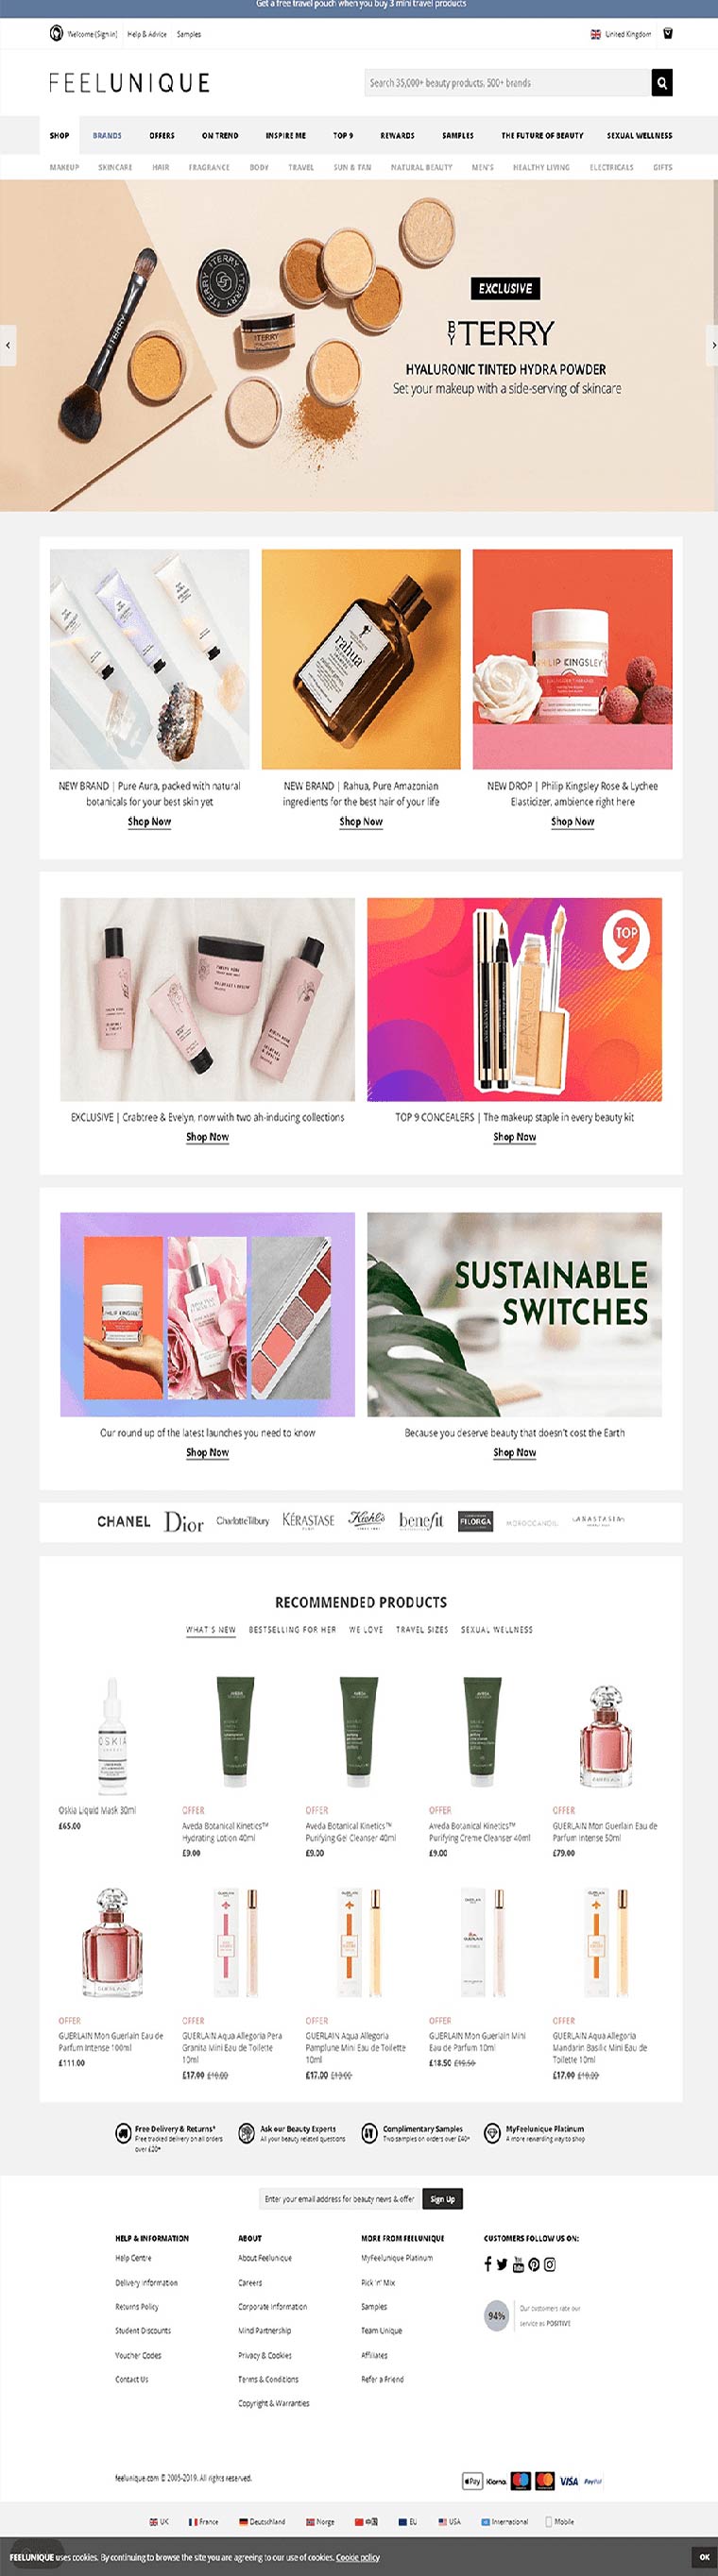 Get a free travel pouch when you buy 3 mini travel products
Welcome (Sign in) Help & Advice Samples United Kingdom
FEELUNIQUE
Search 35,000+ beauty products, 500+ brands
SHOP BRANDS OFFERS ON TREND INSPIRE ME TOP 9 REWARDS SAMPLES THE FUTURE OF BEAUTY SEXUAL WELLNESS
MAKEUP SKINCARE HAIR FRAGRANCE BODY TRAVEL SUN & TAN NATURAL BEAUTY MEN'S HEALTHY LIVING ELECTRICALS GIFTS
EXCLUSIVE
BY TERRY
HYALURONIC TINTED HYDRA POWDER
Set your makeup with a side-serving of skincare
BY TERRY
rahua
PHILIP KINGSLEY
NEW BRAND | Pure Aura, packed with natural
botanicals for your best skin yet
Shop Now
NEW BRAND | Rahua, Pure Amazonian
ingredients for the best hair of your life
Shop Now
NEW DROP | Philip Kingsley Rose & Lychee
Elasticizer, ambience right here
Shop Now
TOP
9
NAKED
EXCLUSIVE | Crabtree & Evelyn, now with two ah-inducing collections
Shop Now
TOP 9 CONCEALERS | The makeup staple in every beauty kit
Shop Now
PHILIP KINGSLEY
SUSTAINABLE
SWITCHES
Our round up of the latest launches you need to know
Shop Now
Because you deserve beauty that doesn't cost the Earth
Shop Now
CHANEL Dior Charlotte Tilbury KÉRASTASE Kiehl's benefit FILORGA MOROCCANOIL ANASTASIA
RECOMMENDED PRODUCTS
WHAT'S NEW BESTSELLING FOR HER WE LOVE TRAVEL SIZES SEXUAL WELLNESS
OSKIA
AVEDA
AVEDA
AVEDA
Oskia Liquid Mask 30ml
£65.00
OFFER
Aveda Botanical Kinetics™
Hydrating Lotion 40ml
£9.00
OFFER
Aveda Botanical Kinetics™
Purifying Gel Cleanser 40ml
£9.00
OFFER
Aveda Botanical Kinetics™
Purifying Creme Cleanser 40ml
£9.00
OFFER
GUERLAIN Mon Guerlain Eau de
Parfum Intense 50ml
£79.00
OFFER
GUERLAIN Mon Guerlain Eau de
Parfum Intense 100ml
£111.00
OFFER
GUERLAIN Aqua Allegoria Pera
Granita Mini Eau de Toilette
10ml
£17.00
OFFER
GUERLAIN Aqua Allegoria
Pamplune Mini Eau de Toilette
10ml
£17.00
OFFER
GUERLAIN Mon Guerlain Mini
Eau de Parfum 10ml
£18.50 £19.50
OFFER
GUERLAIN Aqua Allegoria
Mandarin Basilic Mini Eau de
Toilette 10ml
£17.00
Free Delivery & Returns*
Free tracked delivery on all orders
over £20*
Ask our Beauty Experts
All your beauty related questions
Complimentary Samples
Two samples on orders over £40*
MyFeelunique Platinum
A more rewarding way to shop
Enter your email address for beauty news & offer Sign Up
HELP & INFORMATION
Help Centre
Delivery Information
Returns Policy
Student Discounts
Voucher Codes
Contact Us
ABOUT
About Feelunique
Careers
Corporate Information
Mind Partnership
Privacy & Cookies
Terms & Conditions
Copyright & Warranties
MORE FROM FEELUNIQUE
MyFeelunique Platinum
Pick 'n' Mix
Samples
Team Unique
Affiliates
Refer a Friend
CUSTOMERS FOLLOW US ON:
94%
Our customers rate our
service as POSITIVE
feelunique.com © 2005-2019. All rights reserved.
Pay Klarna. VISA PayPal
UK France Deutschland Norge 中国 EU USA International Mobile
FEELUNIQUE uses cookies. By continuing to browse the site you are agreeing to our use of cookies. Cookie policy OK